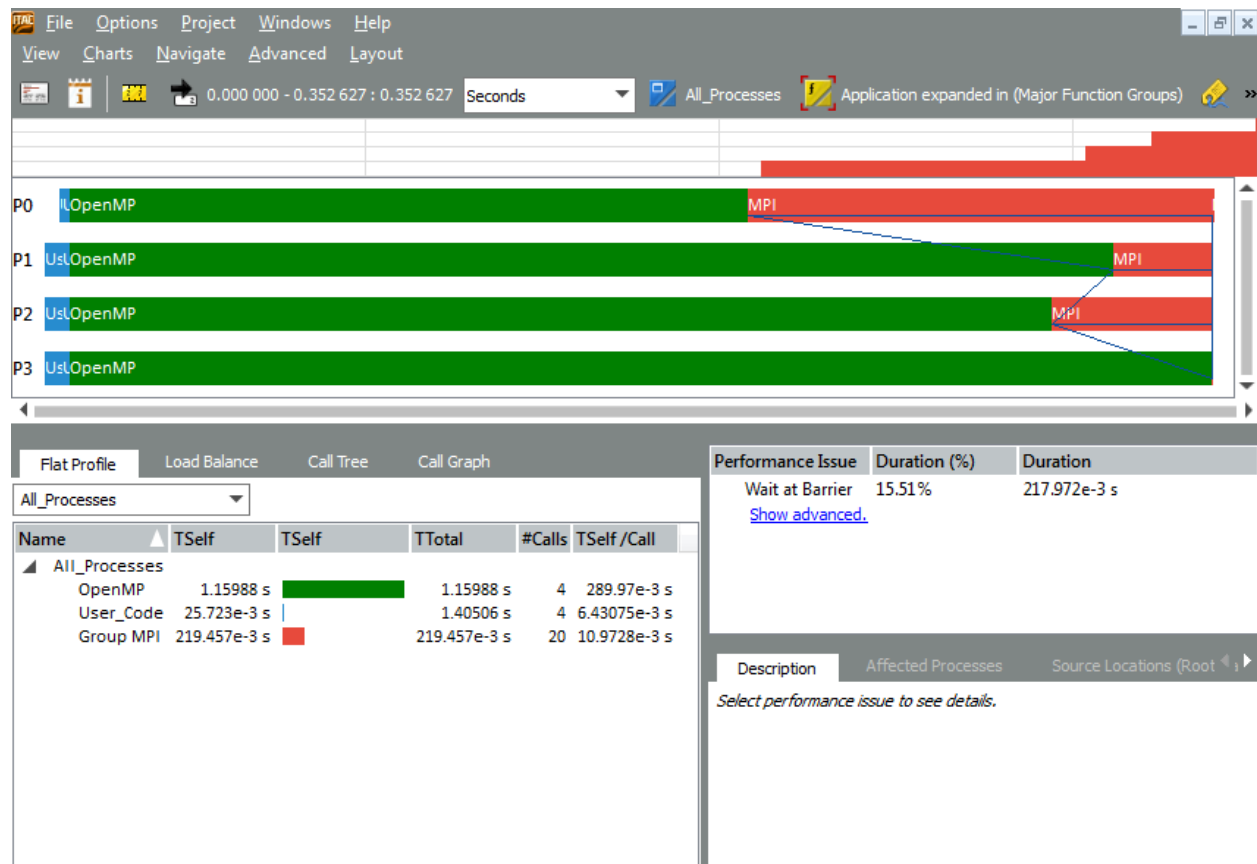 ITAC File Options Project Windows Help
View Charts Navigate Advanced Layout
0.000 000 - 0.352 627 : 0.352 627 Seconds All_Processes Application expanded in (Major Function Groups) »
P0 OpenMP MPI
P1 Us OpenMP MPI
P2 Us OpenMP MPI
P3 Us OpenMP
Flat Profile Load Balance Call Tree Call Graph
All_Processes
Name TSelf TSelf TTotal #Calls TSelf /Call
All_Processes
OpenMP 1.15988 s 1.15988 s 4 289.97e-3 s
User_Code 25.723e-3 s 1.40506 s 4 6.43075e-3 s
Group MPI 219.457e-3 s 219.457e-3 s 20 10.9728e-3 s
Performance Issue Duration (%) Duration
Wait at Barrier 15.51% 217.972e-3 s
Show advanced.
Description Affected Processes Source Locations (Root
Select performance issue to see details.